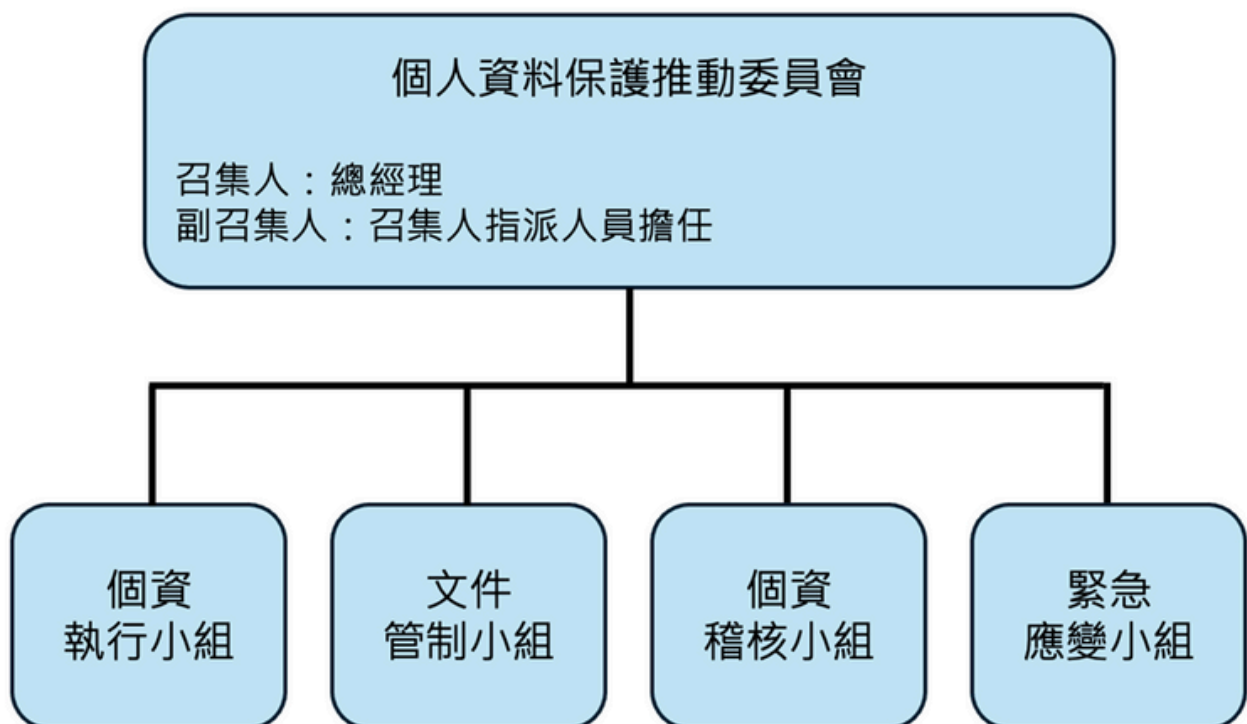 個人資料保護推動委員會
召集人：總經理
副召集人：召集人指派人員擔任
個資
執行小組
文件
管制小組
個資
稽核小組
緊急
應變小組